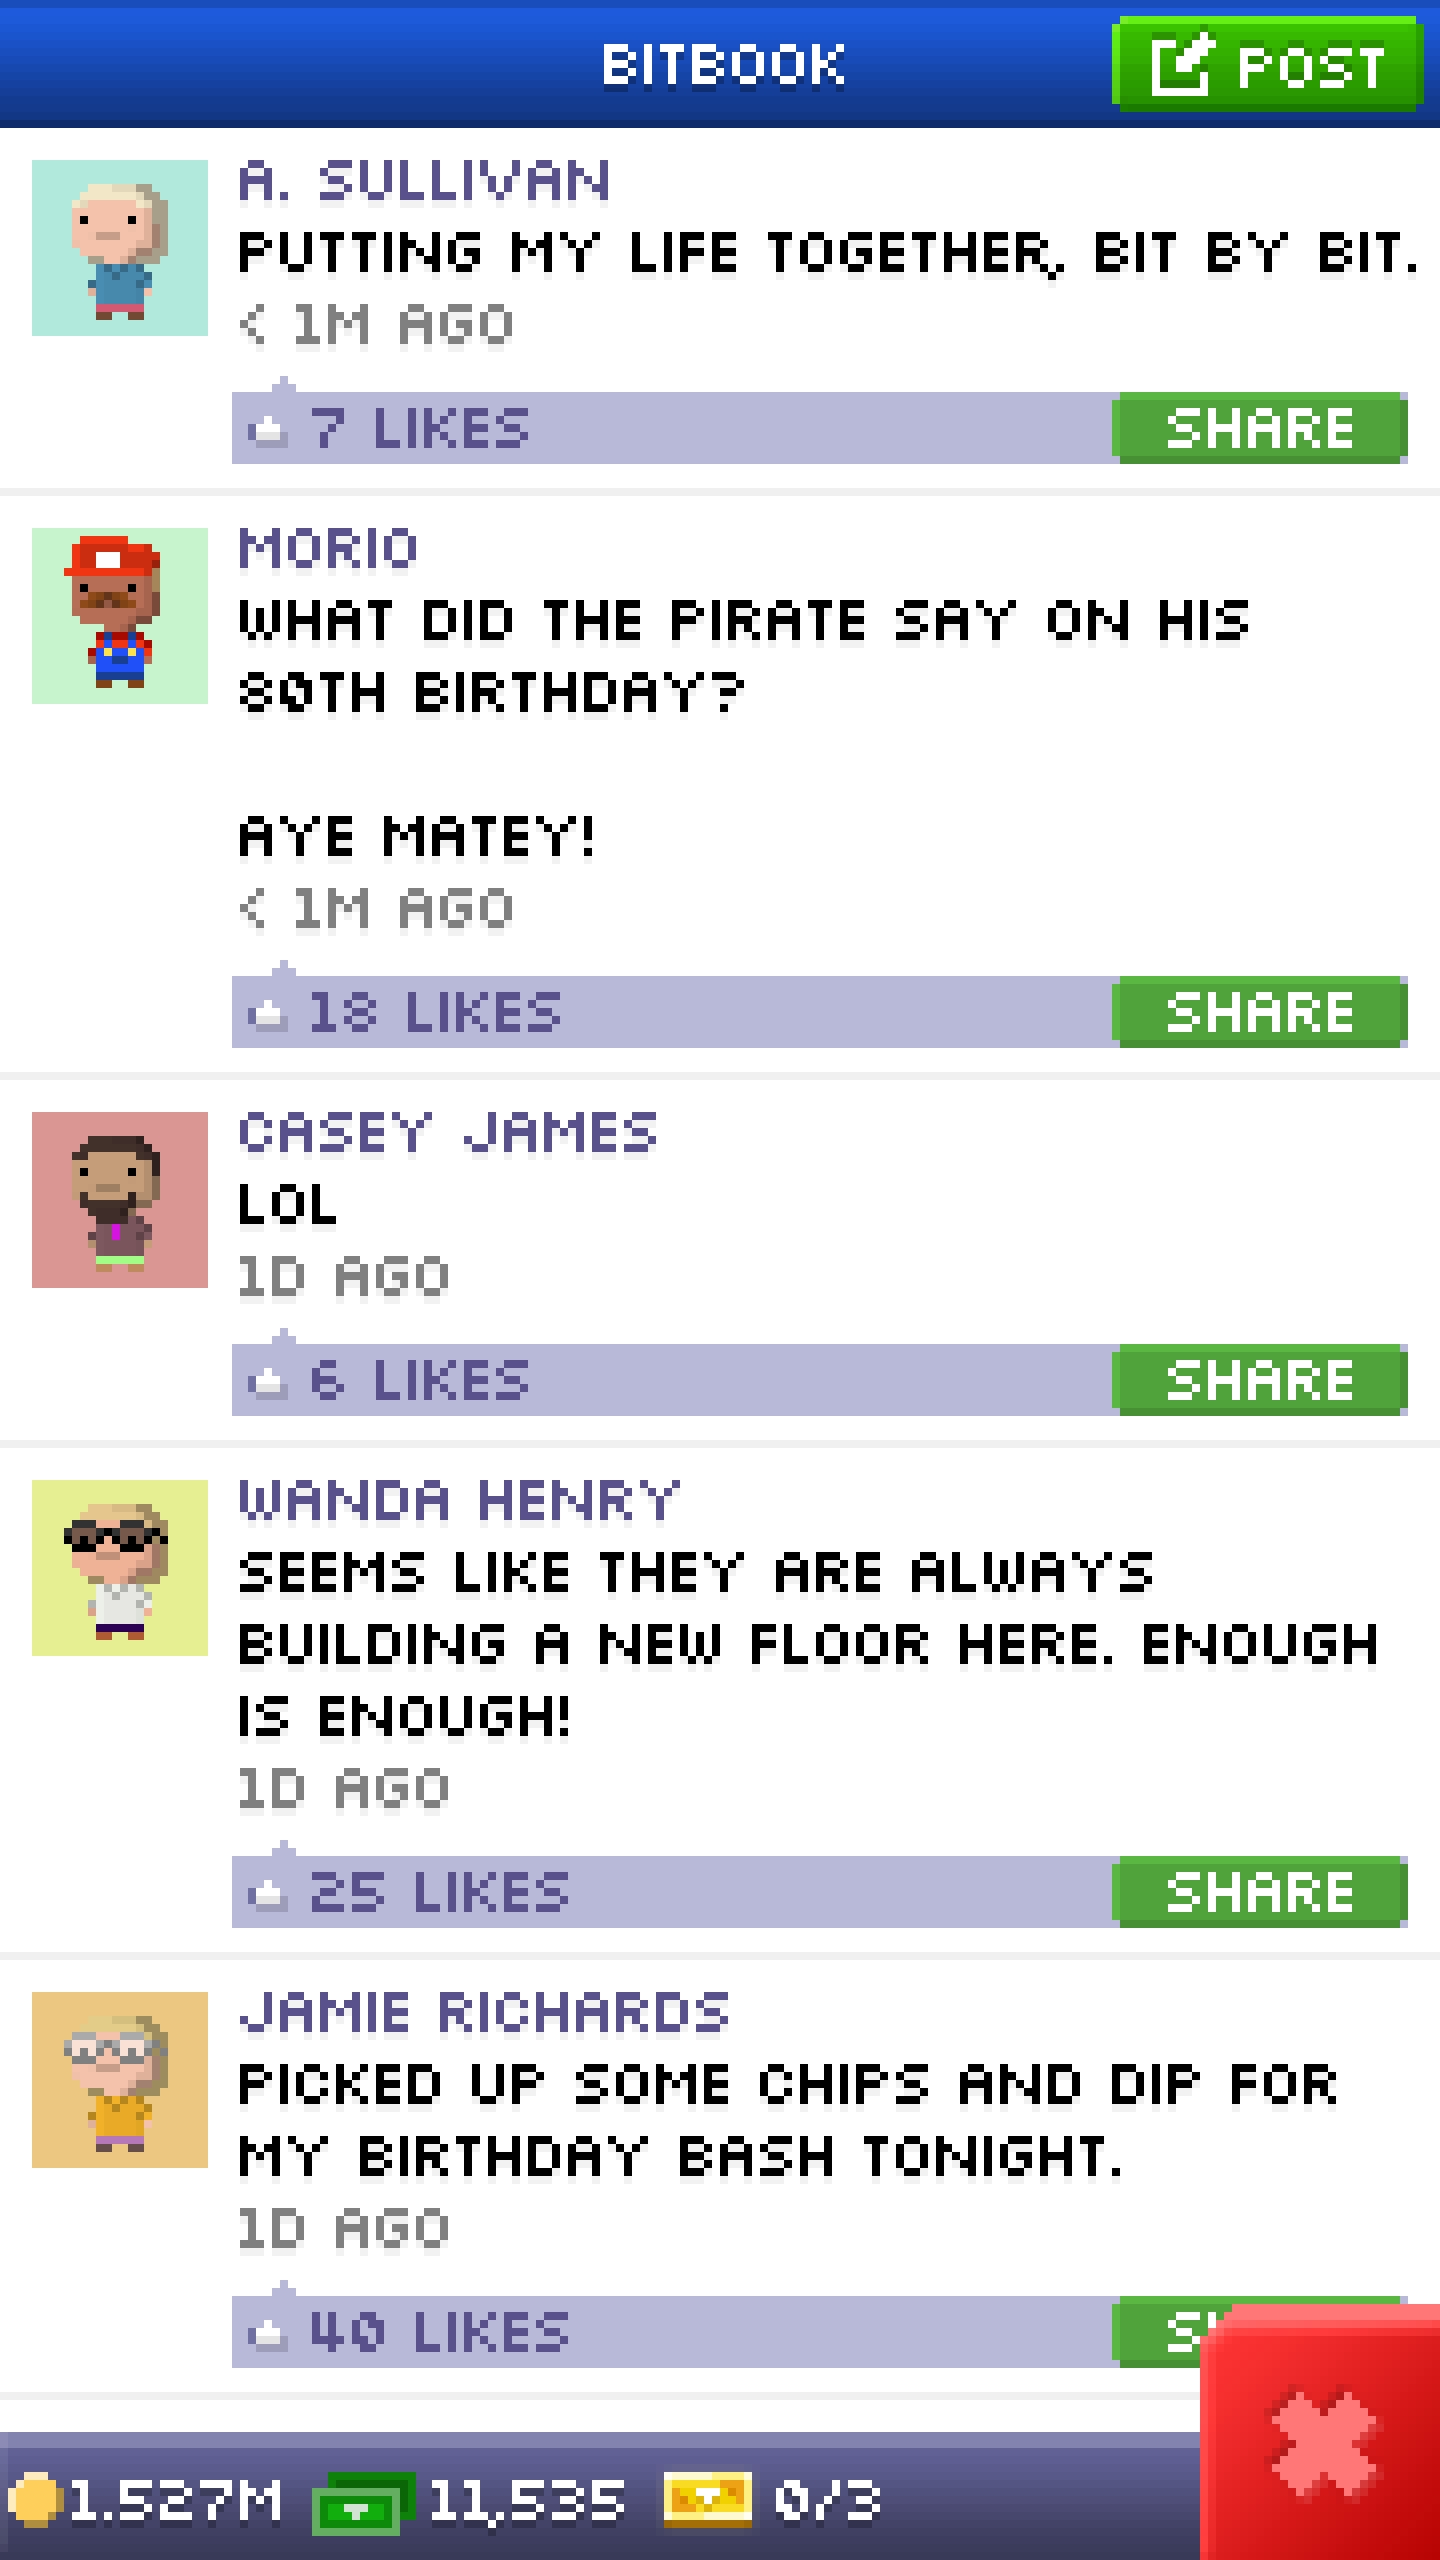 BITBOOK
POST
A. SULLIVAN
PUTTING MY LIFE TOGETHER, BIT BY BIT.
< 1M AGO
7 LIKES
SHARE
MORIO
WHAT DID THE PIRATE SAY ON HIS
80TH BIRTHDAY?
AYE MATEY!
< 1M AGO
18 LIKES
SHARE
CASEY JAMES
LOL
1D AGO
6 LIKES
SHARE
WANDA HENRY
SEEMS LIKE THEY ARE ALWAYS
BUILDING A NEW FLOOR HERE. ENOUGH
IS ENOUGH!
1D AGO
25 LIKES
SHARE
JAMIE RICHARDS
PICKED UP SOME CHIPS AND DIP FOR
MY BIRTHDAY BASH TONIGHT.
1D AGO
40 LIKES
1.527M
11,535
0/3